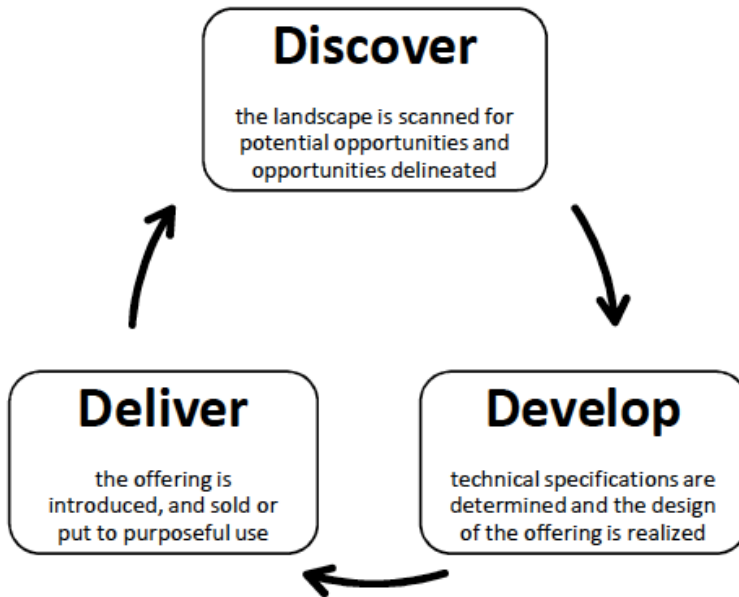 Discover
the landscape is scanned for
potential opportunities and
opportunities delineated
Deliver
the offering is
introduced, and sold or
put to purposeful use
Develop
technical specifications are
determined and the design
of the offering is realized